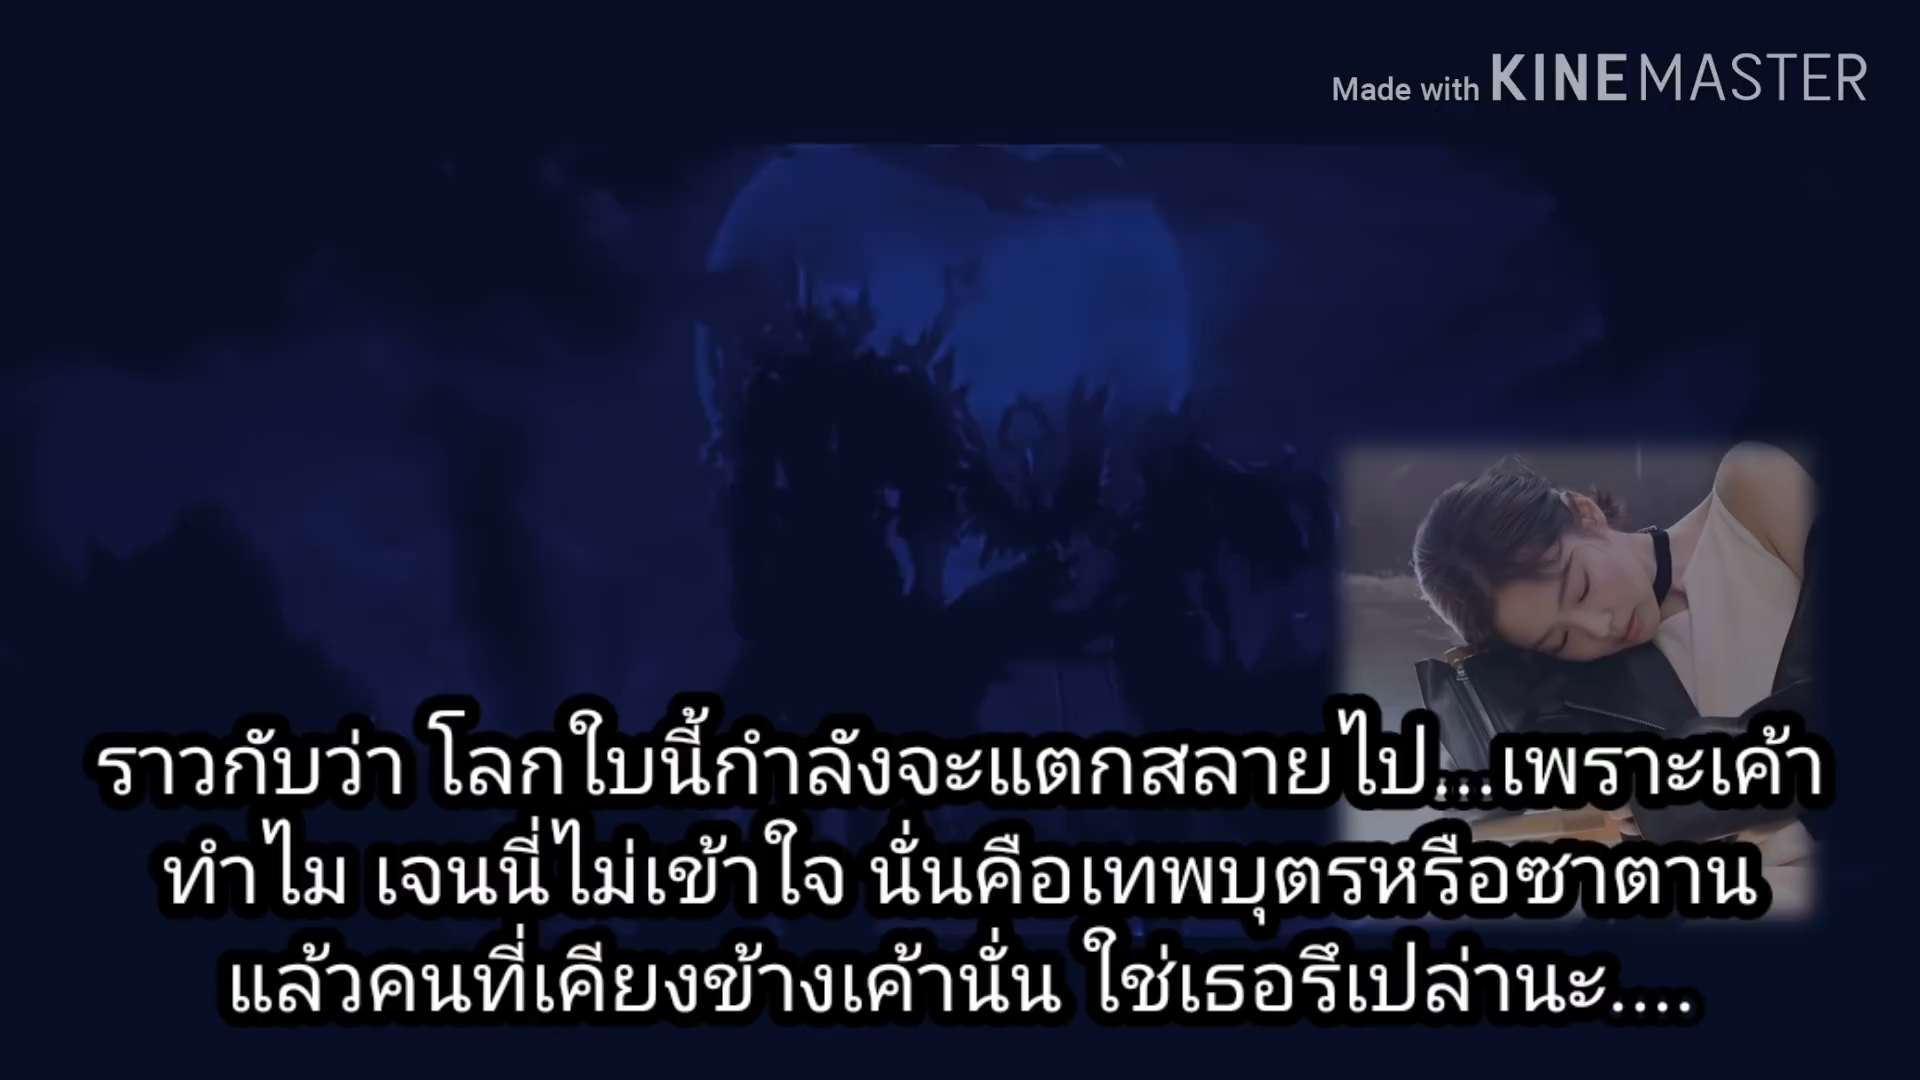 Made with KINEMASTER
ราวกับว่า โลกใบนี้กำลังจะแตกสลายไป...เพราะเค้า
ทำไม เจนนี่ไม่เข้าใจ นั่นคือเทพบุตรหรือซาตาน
แล้วคนที่เคียงข้างเค้านั่น ใช่เธอรึเปล่านะ....